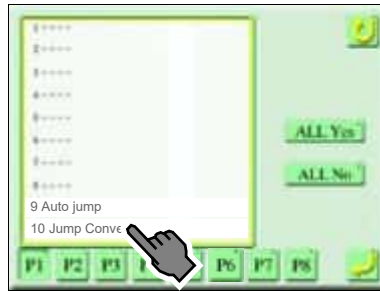 1 -----
2 -----
3 -----
4 -----
5 -----
6 -----
7 -----
8 -----
9 Auto jump
10 Jump Conve
ALL Yes
ALL No
P1 P2 P3 P6 P7 P8